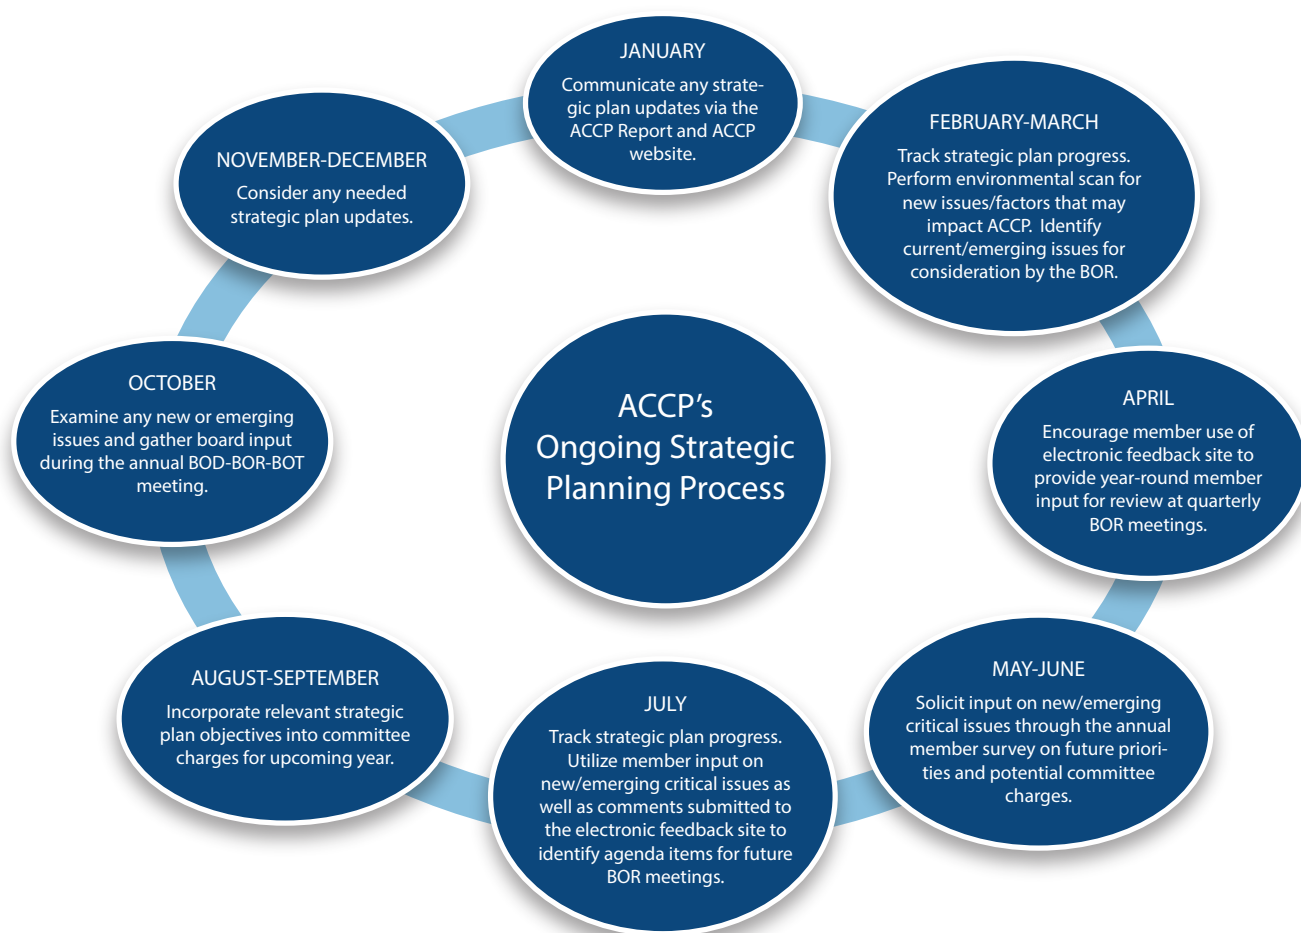 JANUARY
Communicate any strate-
gic plan updates via the
ACCP Report and ACCP
website.
FEBRUARY-MARCH
Track strategic plan progress.
Perform environmental scan for
new issues/factors that may
impact ACCP.  Identify
current/emerging issues for
consideration by the BOR.
APRIL
Encourage member use of
electronic feedback site to
provide year-round member
input for review at quarterly
BOR meetings.
MAY-JUNE
Solicit input on new/emerging
critical issues through the annual
member survey on future priori-
ties and potential committee
charges.
JULY
Track strategic plan progress.
Utilize member input on
new/emerging critical issues as
well as comments submitted to
the electronic feedback site to
identify agenda items for future
BOR meetings.
AUGUST-SEPTEMBER
Incorporate relevant strategic
plan objectives into committee
charges for upcoming year.
OCTOBER
Examine any new or emerging
issues and gather board input
during the annual BOD-BOR-BOT
meeting.
NOVEMBER-DECEMBER
Consider any needed
strategic plan updates.
ACCP’s
Ongoing Strategic
Planning Process